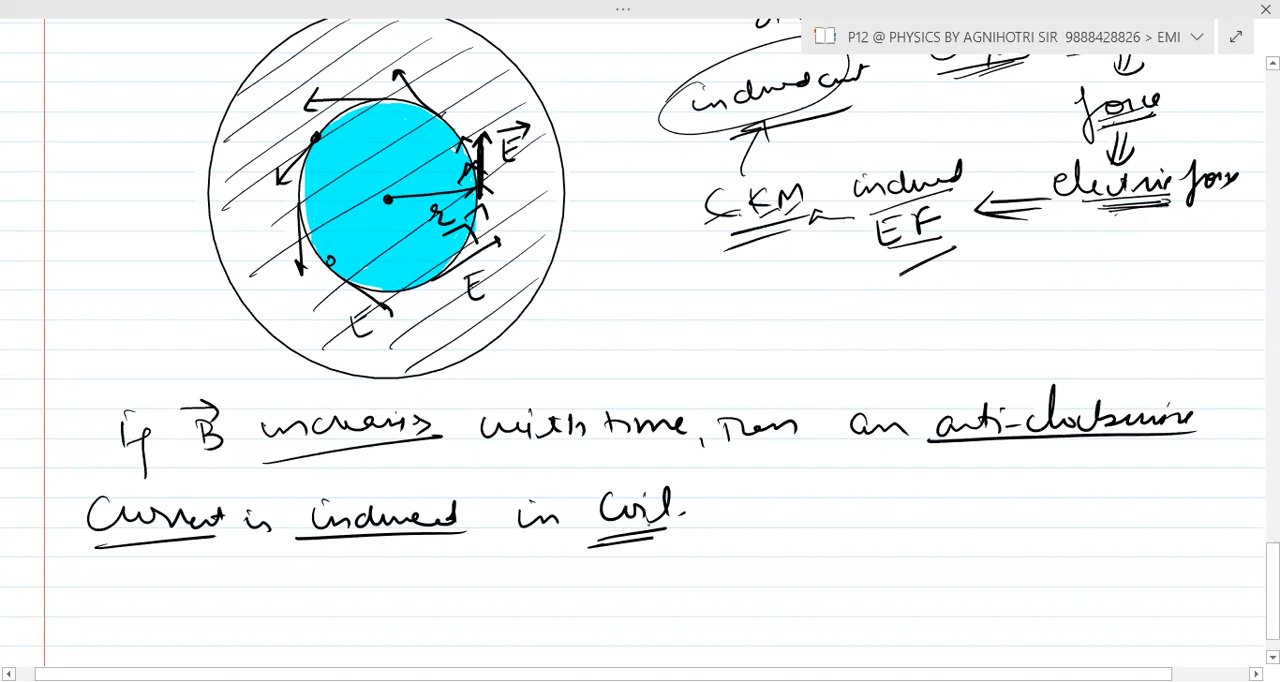 P12 @ PHYSICS BY AGNIHOTRI SIR 9888428826 > EMI
induced
force
electric force
induced
EF
E
r
E
E
if B increases with time, then an anti-clockwise
Current is induced in Coil.